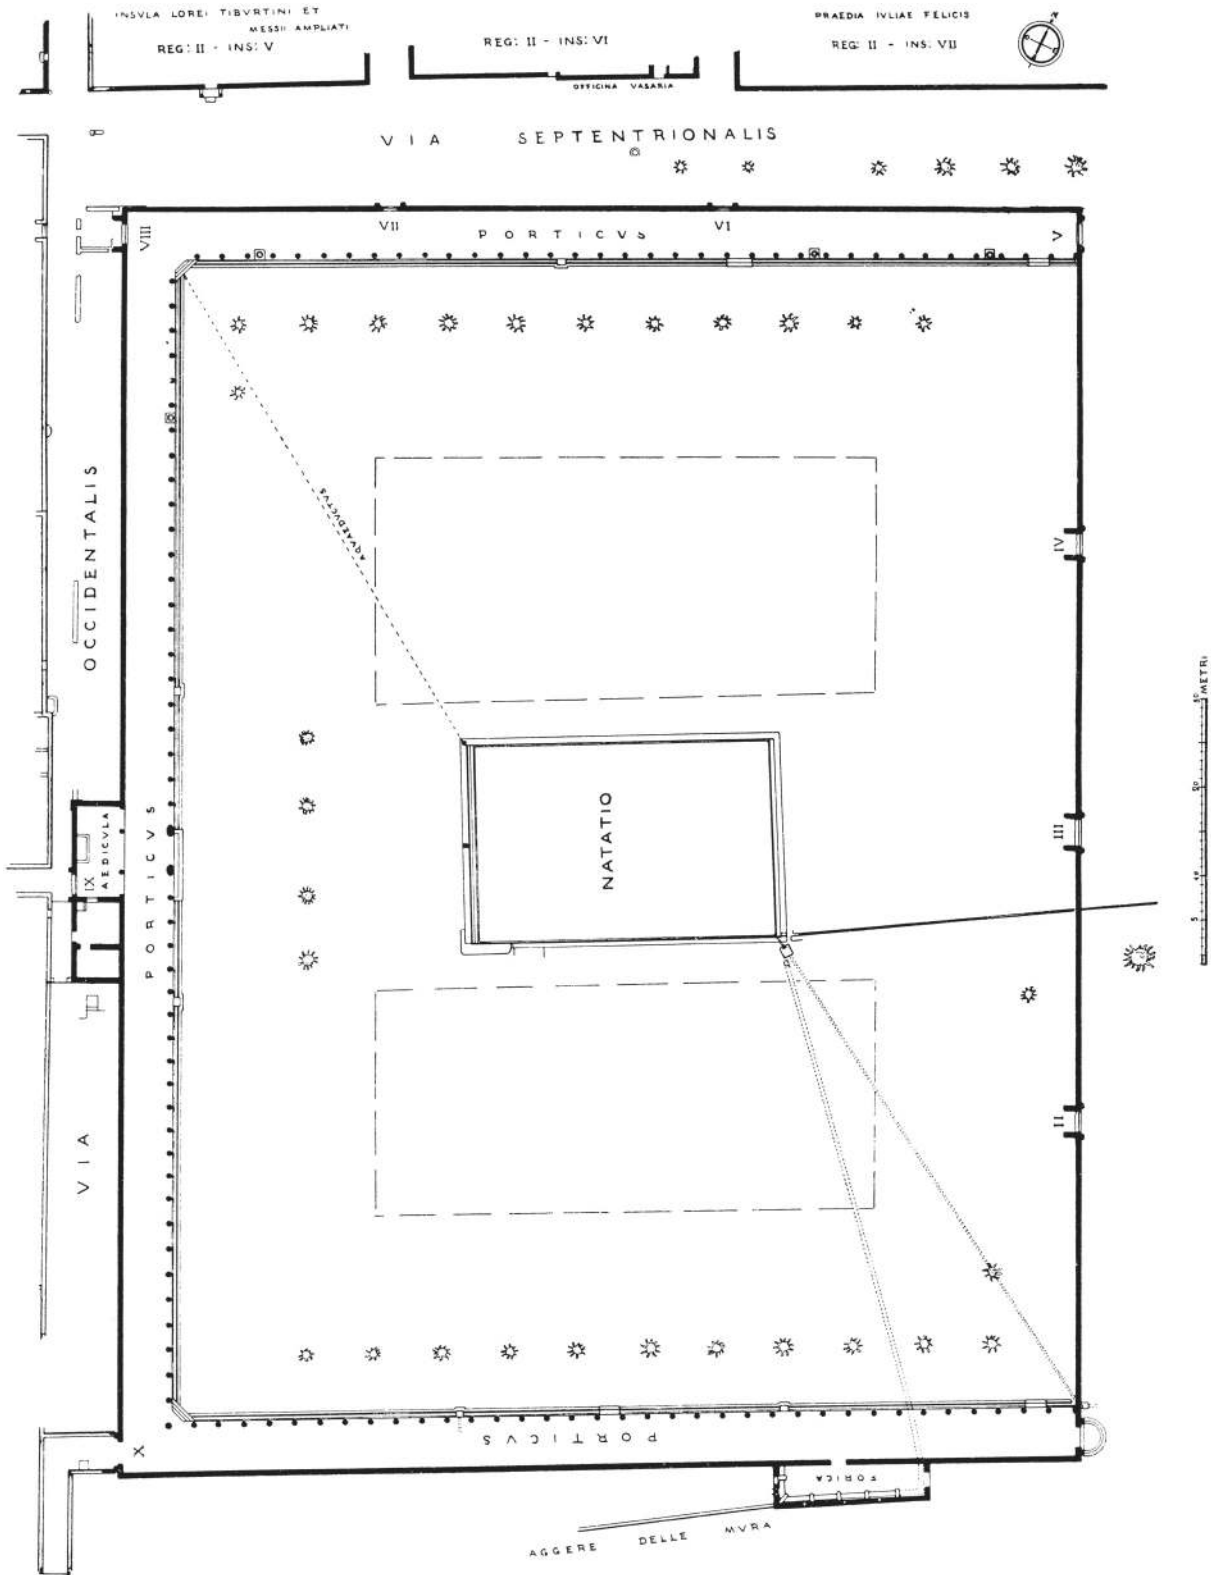 INSVLA LOREI TIBVRTINI ET
MESSII AMPLIATI
REG: II - INS: V
REG: II - INS: VI
OFFICINA VASARIA
PRAEDIA IVLIAE FELICIS
REG: II - INS: VII
N
VIA SEPTENTRIONALIS
VIII
VII
PORTICVS
VI
V
AQVAEDVCTVS
OCCIDENTALIS
IV
METRI
NATATIO
III
AEDICVLA
IX
PORTICVS
VIA
II
X
PORTICVS
FORICA
AGGERE DELLE MVRA